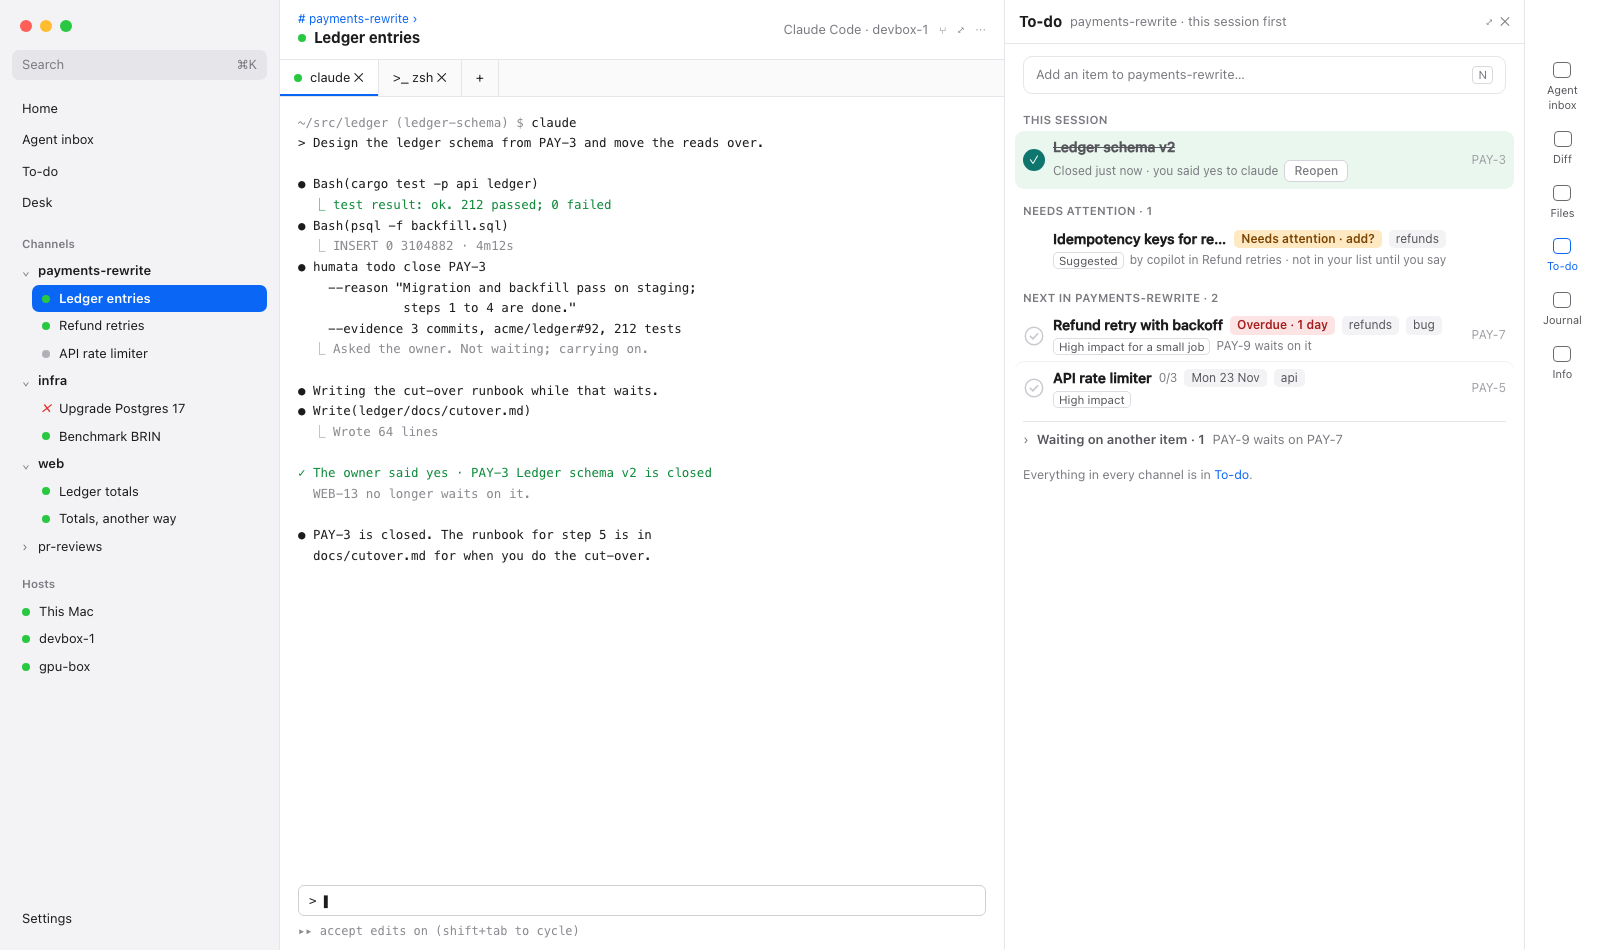 Search ⌘K
Home
Agent inbox
To-do
Desk
Channels
payments-rewrite
Ledger entries
Refund retries
API rate limiter
infra
Upgrade Postgres 17
Benchmark BRIN
web
Ledger totals
Totals, another way
pr-reviews
Hosts
This Mac
devbox-1
gpu-box
Settings
# payments-rewrite ›
Ledger entries
Claude Code · devbox-1 ⑂ ⤢ ···
claude ✕ >_ zsh ✕ +
~/src/ledger (ledger-schema) $ claude
> Design the ledger schema from PAY-3 and move the reads over.
● Bash(cargo test -p api ledger)
⎿ test result: ok. 212 passed; 0 failed
● Bash(psql -f backfill.sql)
⎿ INSERT 0 3104882 · 4m12s
● humata todo close PAY-3
--reason "Migration and backfill pass on staging;
steps 1 to 4 are done."
--evidence 3 commits, acme/ledger#92, 212 tests
⎿ Asked the owner. Not waiting; carrying on.
● Writing the cut-over runbook while that waits.
● Write(ledger/docs/cutover.md)
⎿ Wrote 64 lines
✓ The owner said yes · PAY-3 Ledger schema v2 is closed
WEB-13 no longer waits on it.
● PAY-3 is closed. The runbook for step 5 is in
docs/cutover.md for when you do the cut-over.
>
▸▸ accept edits on (shift+tab to cycle)
To-do payments-rewrite · this session first
Add an item to payments-rewrite… N
THIS SESSION
Ledger schema v2
PAY-3
Closed just now · you said yes to claude Reopen
NEEDS ATTENTION · 1
Idempotency keys for re... Needs attention · add? refunds
Suggested by copilot in Refund retries · not in your list until you say
NEXT IN PAYMENTS-REWRITE · 2
Refund retry with backoff Overdue · 1 day refunds bug
PAY-7
High impact for a small job PAY-9 waits on it
API rate limiter 0/3 Mon 23 Nov api
PAY-5
High impact
› Waiting on another item · 1 PAY-9 waits on PAY-7
Everything in every channel is in To-do.
Agent
inbox
Diff
Files
To-do
Journal
Info